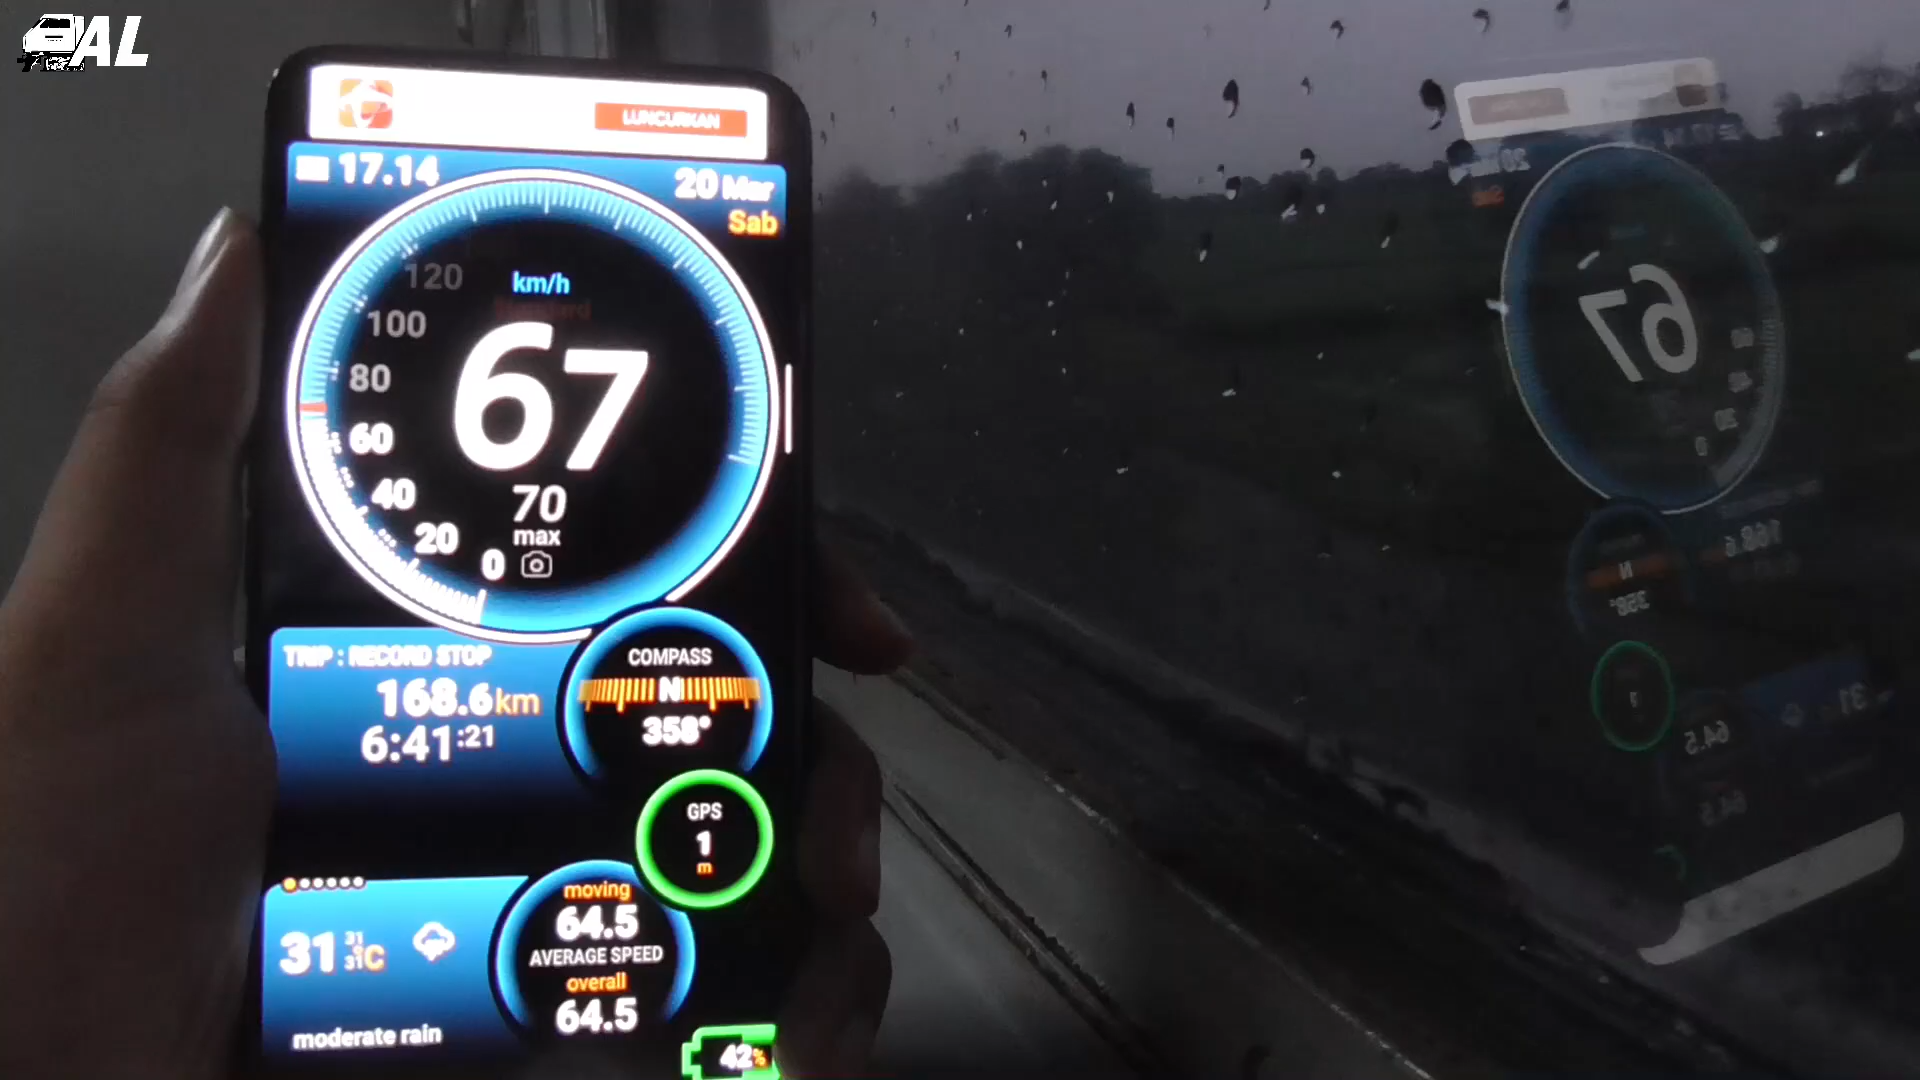 AL
LUNCURKAN
17.14
20 Mar
Sab
120
km/h
100
67
80
60
70
40
max
20
0
TRIP : RECORD STOP
COMPASS
168.6km
N
6:41:21
358°
GPS
1
m
moving
64.5
31 31
31°C
AVERAGE SPEED
overall
64.5
moderate rain
42%